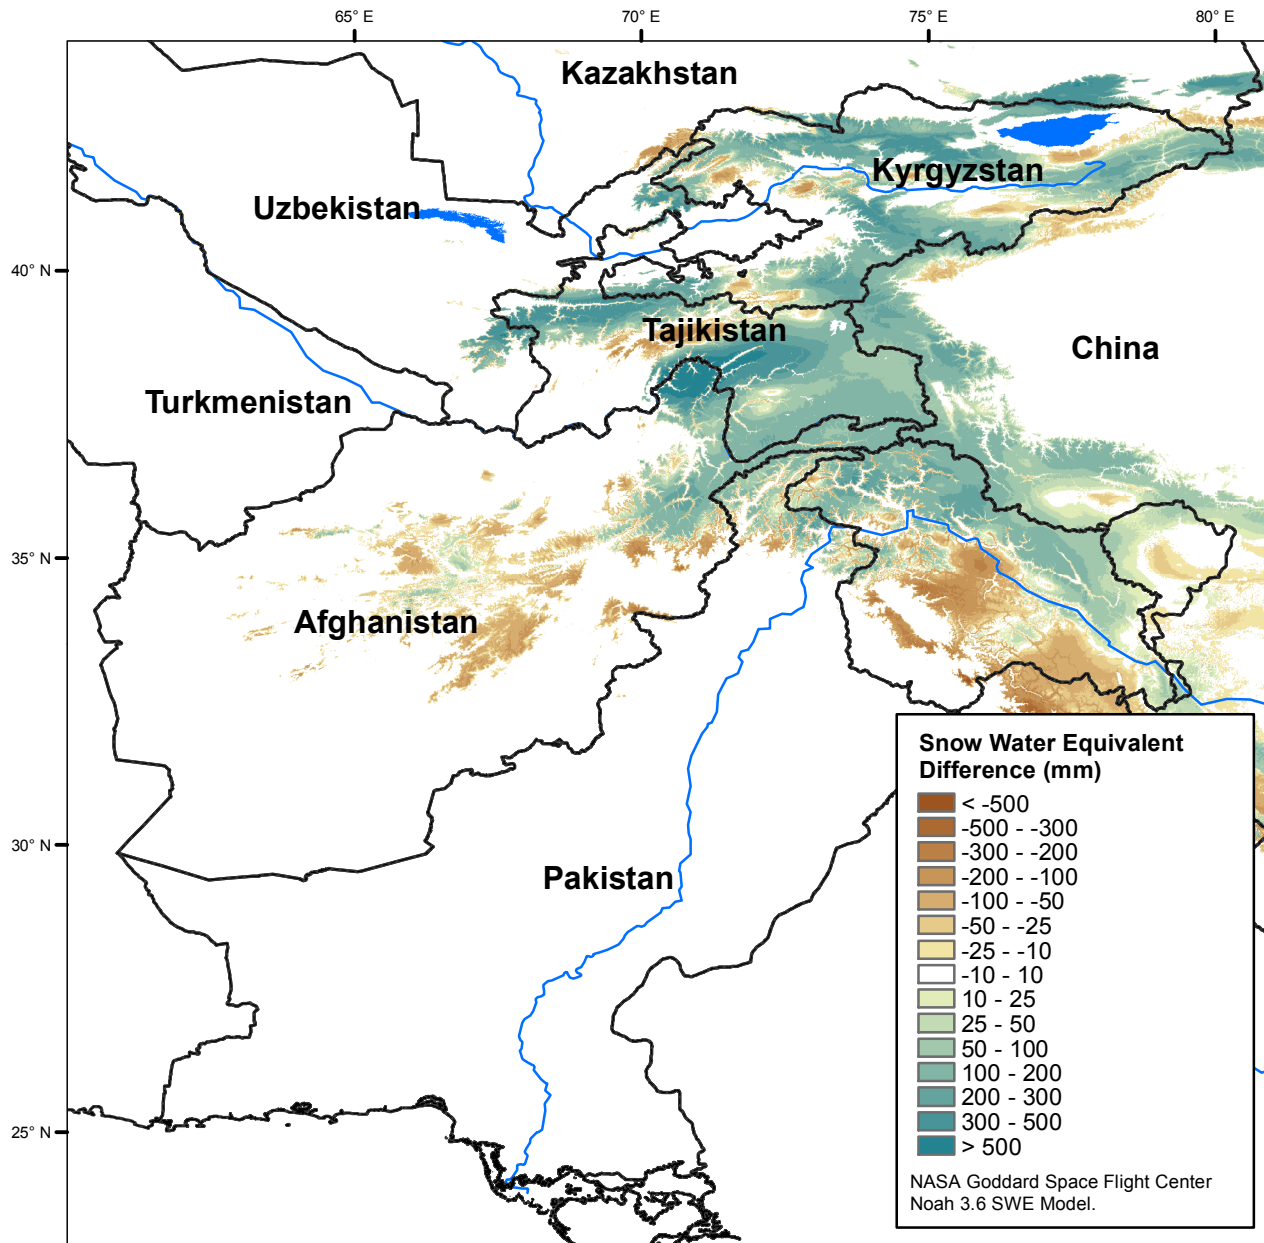 65° E
70° E
75° E
80° E
Kazakhstan
Kyrgyzstan
Uzbekistan
40° N
Tajikistan
China
Turkmenistan
35° N
Afghanistan
Snow Water Equivalent
Difference (mm)
< -500
-500 - -300
-300 - -200
-200 - -100
-100 - -50
-50 - -25
-25 - -10
-10 - 10
10 - 25
25 - 50
50 - 100
100 - 200
200 - 300
300 - 500
> 500
NASA Goddard Space Flight Center
Noah 3.6 SWE Model.
30° N
Pakistan
25° N